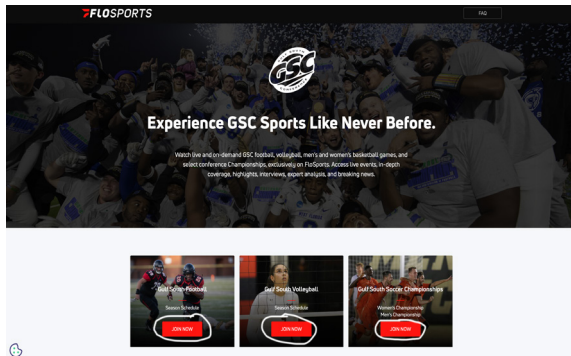 FLOSPORTS
FAQ
GULF SOUTH
GSC
CONFERENCE
Experience GSC Sports Like Never Before.
Watch live and on-demand GSC football, volleyball, men's and women's basketball games, and
select conference Championships, exclusively on FloSports. Access live events, in-depth
coverage, highlights, interviews, expert analysis, and breaking news.
Gulf South Football
Season Schedule
JOIN NOW
Gulf South Volleyball
Season Schedule
JOIN NOW
Gulf South Soccer Championships
Women's Championship
Men's Championship
JOIN NOW